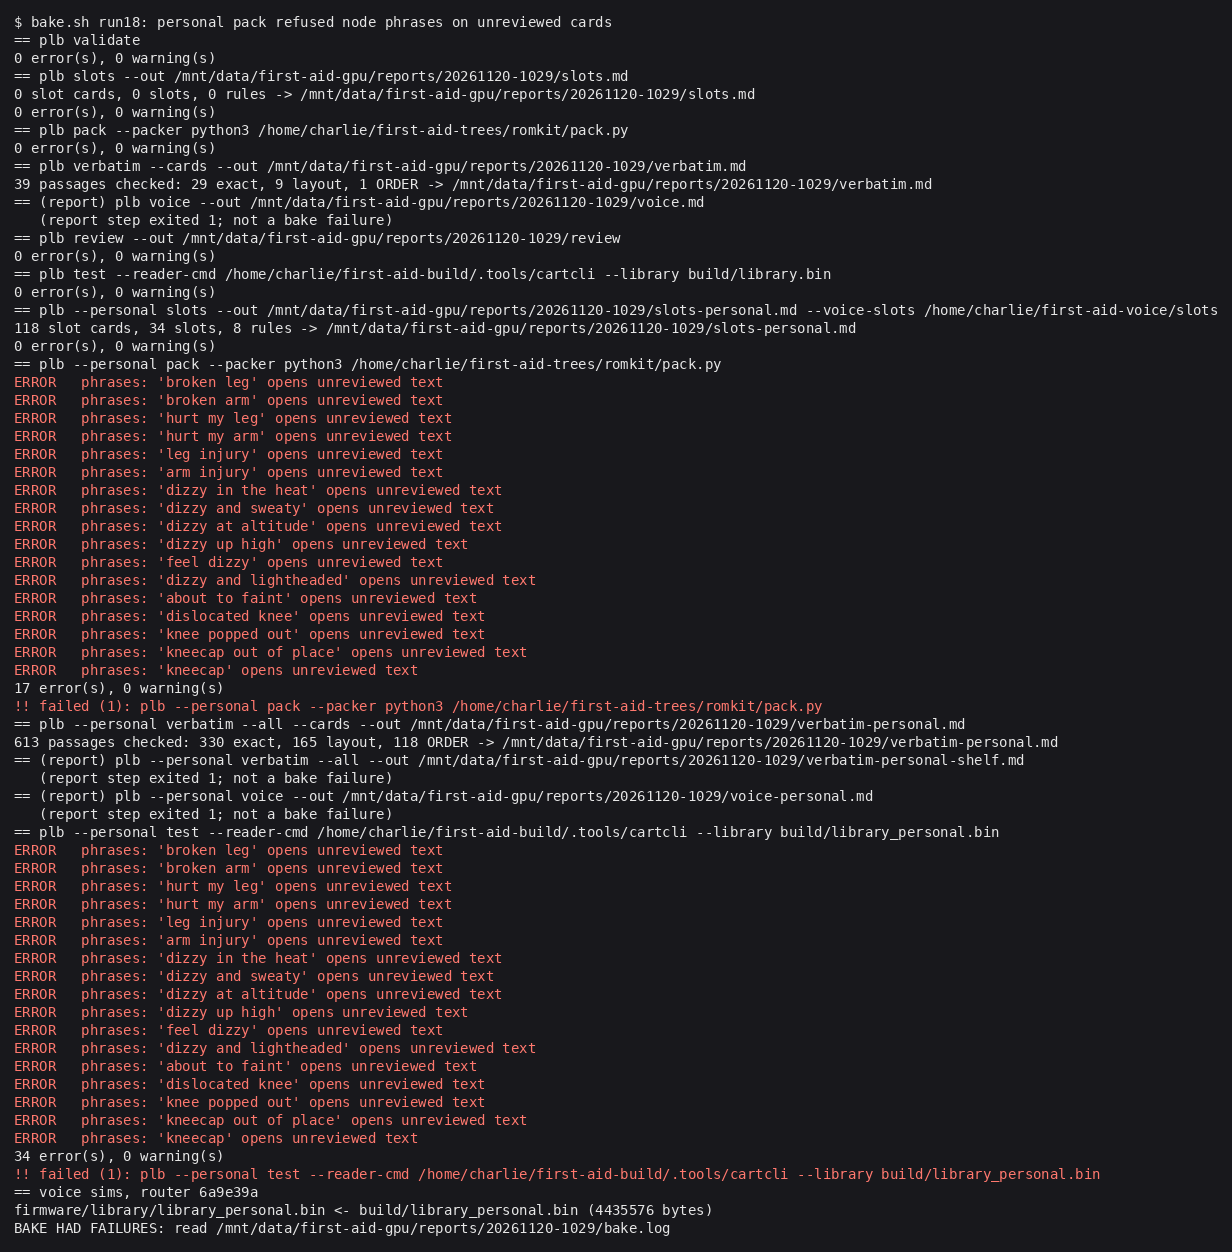 $ bake.sh run18: personal pack refused node phrases on unreviewed cards
== plb validate
0 error(s), 0 warning(s)
== plb slots --out /mnt/data/first-aid-gpu/reports/20261120-1029/slots.md
0 slot cards, 0 slots, 0 rules -> /mnt/data/first-aid-gpu/reports/20261120-1029/slots.md
0 error(s), 0 warning(s)
== plb pack --packer python3 /home/charlie/first-aid-trees/romkit/pack.py
0 error(s), 0 warning(s)
== plb verbatim --cards --out /mnt/data/first-aid-gpu/reports/20261120-1029/verbatim.md
39 passages checked: 29 exact, 9 layout, 1 ORDER -> /mnt/data/first-aid-gpu/reports/20261120-1029/verbatim.md
== (report) plb voice --out /mnt/data/first-aid-gpu/reports/20261120-1029/voice.md
   (report step exited 1; not a bake failure)
== plb review --out /mnt/data/first-aid-gpu/reports/20261120-1029/review
0 error(s), 0 warning(s)
== plb test --reader-cmd /home/charlie/first-aid-build/.tools/cartcli --library build/library.bin
0 error(s), 0 warning(s)
== plb --personal slots --out /mnt/data/first-aid-gpu/reports/20261120-1029/slots-personal.md --voice-slots /home/charlie/first-aid-voice/slots
118 slot cards, 34 slots, 8 rules -> /mnt/data/first-aid-gpu/reports/20261120-1029/slots-personal.md
0 error(s), 0 warning(s)
== plb --personal pack --packer python3 /home/charlie/first-aid-trees/romkit/pack.py
ERROR   phrases: 'broken leg' opens unreviewed text
ERROR   phrases: 'broken arm' opens unreviewed text
ERROR   phrases: 'hurt my leg' opens unreviewed text
ERROR   phrases: 'hurt my arm' opens unreviewed text
ERROR   phrases: 'leg injury' opens unreviewed text
ERROR   phrases: 'arm injury' opens unreviewed text
ERROR   phrases: 'dizzy in the heat' opens unreviewed text
ERROR   phrases: 'dizzy and sweaty' opens unreviewed text
ERROR   phrases: 'dizzy at altitude' opens unreviewed text
ERROR   phrases: 'dizzy up high' opens unreviewed text
ERROR   phrases: 'feel dizzy' opens unreviewed text
ERROR   phrases: 'dizzy and lightheaded' opens unreviewed text
ERROR   phrases: 'about to faint' opens unreviewed text
ERROR   phrases: 'dislocated knee' opens unreviewed text
ERROR   phrases: 'knee popped out' opens unreviewed text
ERROR   phrases: 'kneecap out of place' opens unreviewed text
ERROR   phrases: 'kneecap' opens unreviewed text
17 error(s), 0 warning(s)
!! failed (1): plb --personal pack --packer python3 /home/charlie/first-aid-trees/romkit/pack.py
== plb --personal verbatim --all --cards --out /mnt/data/first-aid-gpu/reports/20261120-1029/verbatim-personal.md
613 passages checked: 330 exact, 165 layout, 118 ORDER -> /mnt/data/first-aid-gpu/reports/20261120-1029/verbatim-personal.md
== (report) plb --personal verbatim --all --out /mnt/data/first-aid-gpu/reports/20261120-1029/verbatim-personal-shelf.md
   (report step exited 1; not a bake failure)
== (report) plb --personal voice --out /mnt/data/first-aid-gpu/reports/20261120-1029/voice-personal.md
   (report step exited 1; not a bake failure)
== plb --personal test --reader-cmd /home/charlie/first-aid-build/.tools/cartcli --library build/library_personal.bin
ERROR   phrases: 'broken leg' opens unreviewed text
ERROR   phrases: 'broken arm' opens unreviewed text
ERROR   phrases: 'hurt my leg' opens unreviewed text
ERROR   phrases: 'hurt my arm' opens unreviewed text
ERROR   phrases: 'leg injury' opens unreviewed text
ERROR   phrases: 'arm injury' opens unreviewed text
ERROR   phrases: 'dizzy in the heat' opens unreviewed text
ERROR   phrases: 'dizzy and sweaty' opens unreviewed text
ERROR   phrases: 'dizzy at altitude' opens unreviewed text
ERROR   phrases: 'dizzy up high' opens unreviewed text
ERROR   phrases: 'feel dizzy' opens unreviewed text
ERROR   phrases: 'dizzy and lightheaded' opens unreviewed text
ERROR   phrases: 'about to faint' opens unreviewed text
ERROR   phrases: 'dislocated knee' opens unreviewed text
ERROR   phrases: 'knee popped out' opens unreviewed text
ERROR   phrases: 'kneecap out of place' opens unreviewed text
ERROR   phrases: 'kneecap' opens unreviewed text
34 error(s), 0 warning(s)
!! failed (1): plb --personal test --reader-cmd /home/charlie/first-aid-build/.tools/cartcli --library build/library_personal.bin
== voice sims, router 6a9e39a
firmware/library/library_personal.bin <- build/library_personal.bin (4435576 bytes)
BAKE HAD FAILURES: read /mnt/data/first-aid-gpu/reports/20261120-1029/bake.log